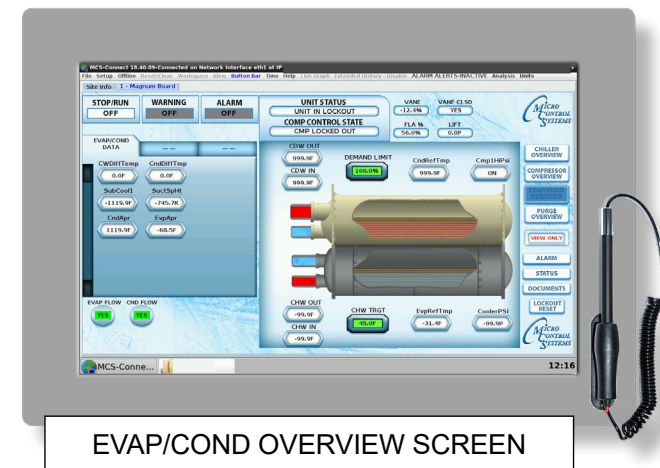 MCS-Connect 18.40.09-Connected on Network Interface eth1 at IP
File Setup Offline Reset/Clear Workspace View Button Bar Time Help Live Graph Extended History - Disable ALARM ALERTS-INACTIVE Analysis Units
Site Info 1 - Magnum Board
STOP/RUN
OFF
WARNING
OFF
ALARM
OFF
UNIT STATUS
UNIT IN LOCKOUT
COMP CONTROL STATE
CMP LOCKED OUT
VANE
-12.4%
VANE CLSD
YES
FLA %
56.0%
LIFT
0.0P
MICRO
CONTROL
SYSTEMS
EVAP/COND
DATA
-- --
-- --
CWDiffTemp
0.0F
CndDiffTmp
0.0F
SubCool1
-1119.9F
SuctSpHt
-745.7K
CndApr
1119.9F
EvpApr
-68.5F
EVAP FLOW
YES
CND FLOW
YES
CDW OUT
999.9F
CDW IN
999.9F
DEMAND LIMIT
100.0%
CndRefTmp
999.9F
Cmp1HiPsi
ON
CHW OUT
-99.9F
CHW IN
-99.9F
CHW TRGT
45.0F
EvpRefTmp
-31.4F
CoolerPSI
-99.9P
CHILLER
OVERVIEW
COMPRESSOR
OVERVIEW
EVAP/COND
OVERVIEW
PURGE
OVERVIEW
VIEW ONLY
ALARM
STATUS
DOCUMENTS
LOCKOUT
RESET
MICRO
CONTROL
SYSTEMS
MCS-Conne...
12:16
EVAP/COND OVERVIEW SCREEN